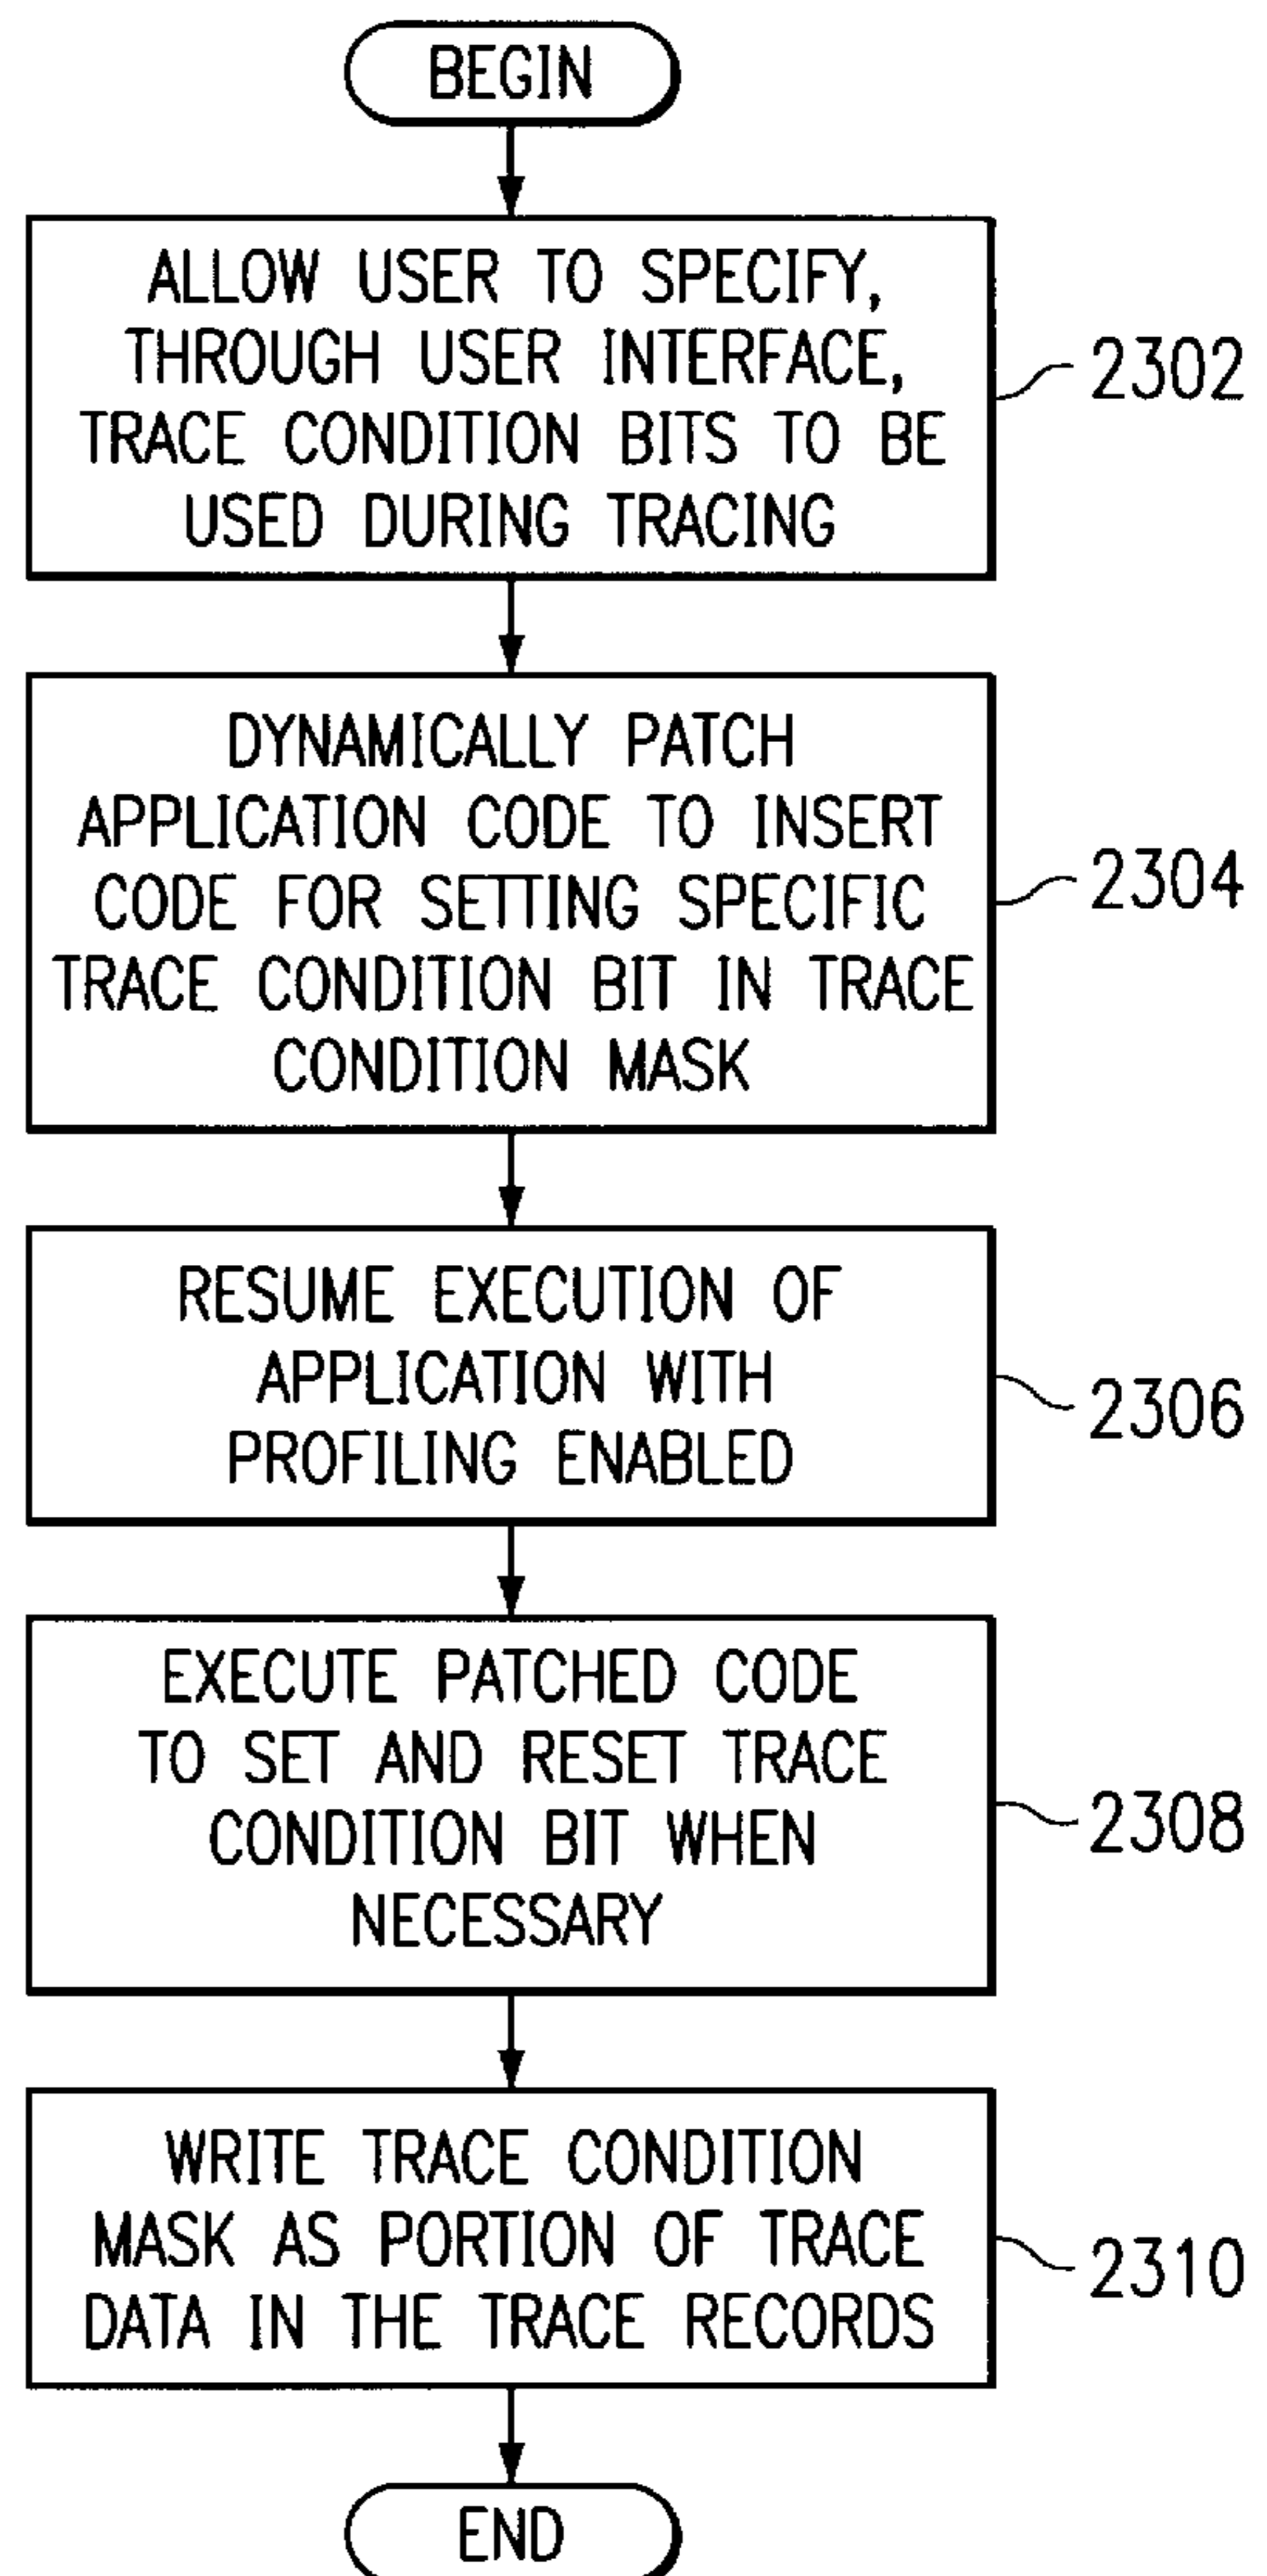 BEGIN
ALLOW USER TO SPECIFY,
THROUGH USER INTERFACE,
TRACE CONDITION BITS TO BE
USED DURING TRACING
2302
DYNAMICALLY PATCH
APPLICATION CODE TO INSERT
CODE FOR SETTING SPECIFIC
TRACE CONDITION BIT IN TRACE
CONDITION MASK
2304
RESUME EXECUTION OF
APPLICATION WITH
PROFILING ENABLED
2306
EXECUTE PATCHED CODE
TO SET AND RESET TRACE
CONDITION BIT WHEN
NECESSARY
2308
WRITE TRACE CONDITION
MASK AS PORTION OF TRACE
DATA IN THE TRACE RECORDS
2310
END